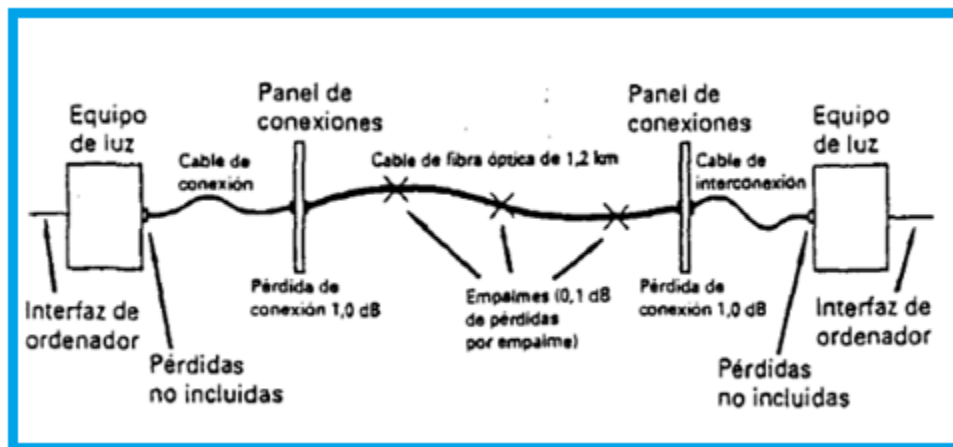 Equipo
de luz
Cable de
conexión
Panel de
conexiones
Cable de fibra óptica de 1,2 km
Panel de
conexiones
Cable de
interconexión
Equipo
de luz
Interfaz de
ordenador
Pérdidas
no incluidas
Pérdida de
conexión 1,0 dB
Empalmes (0,1 dB
de pérdidas
por empalme)
Pérdida de
conexión 1,0 dB
Pérdidas
no incluidas
Interfaz de
ordenador